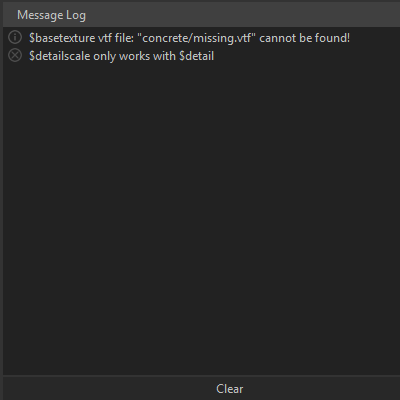 Message Log
$basetexture vtf file: "concrete/missing.vtf" cannot be found!
$detailscale only works with $detail
Clear